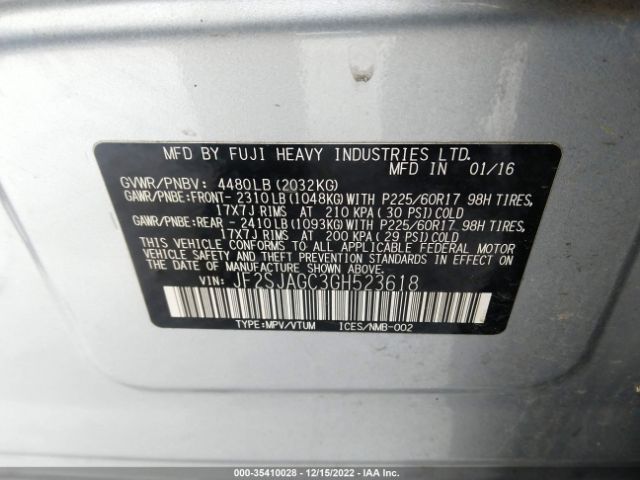 MFD BY FUJI HEAVY INDUSTRIES LTD.
MFD IN 01/16
GVWR/PNBV: 4480LB(2032KG)
GAWR/PNBE:FRONT-2310LB(1048KG) WITH P225/60R17 98H TIRES,
17X7J RIMS AT 210 KPA(30 PSI)COLD
GAWR/PNBE:REAR -2410LB(1093KG) WITH P225/60R17 98H TIRES,
17X7J RIMS AT 200 KPA(29 PSI)COLD
THIS VEHICLE CONFORMS TO ALL APPLICABLE FEDERAL MOTOR
VEHICLE SAFETY AND BUMPER STANDARDS IN EFFECT ON
THE DATE OF MANUFACTURE SHOWN ABOVE.
VIN: JF2SJAGC3GH523618
TYPE:MPV/VTUM ICES/NMB-002
000-35410028 - 12/15/2022 - IAA Inc.